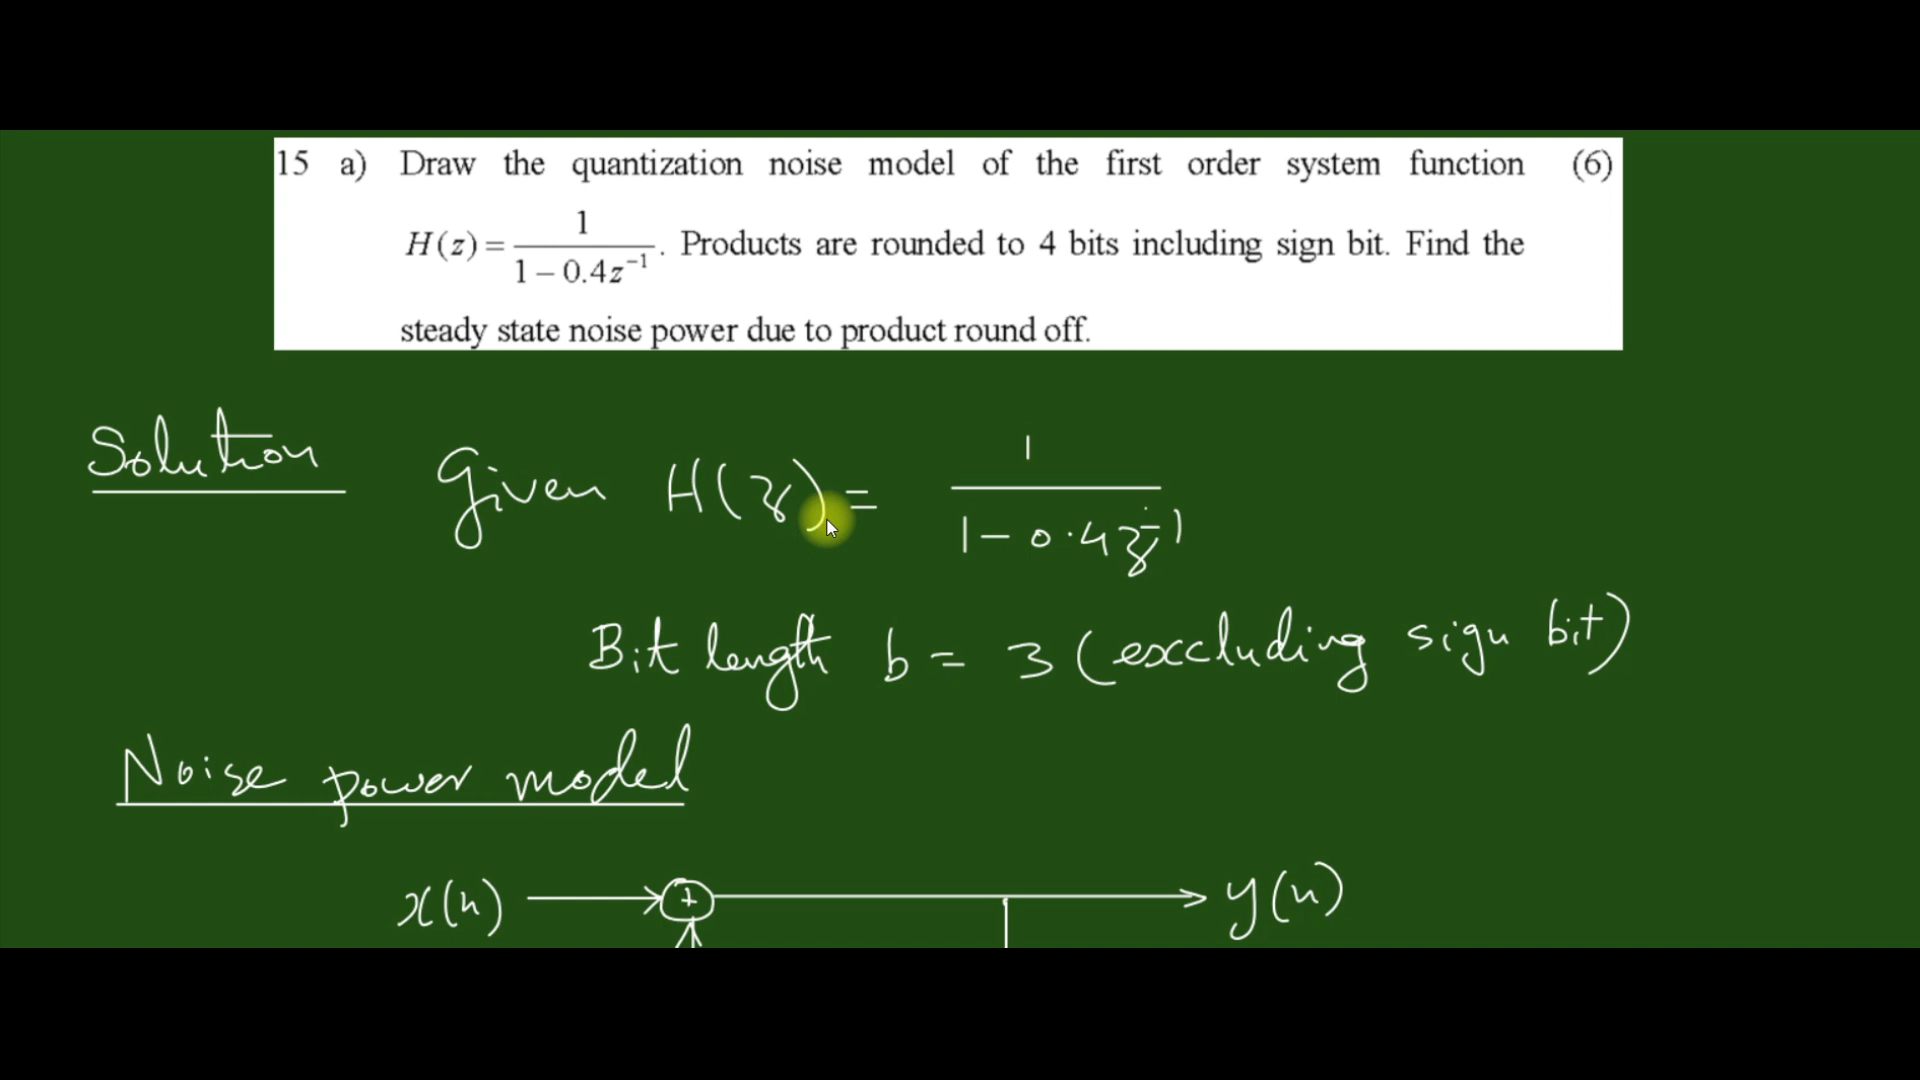 15 a) Draw the quantization noise model of the first order system function (6)
H(z) = 1 / (1 − 0.4z⁻¹) . Products are rounded to 4 bits including sign bit. Find the
steady state noise power due to product round off.
Solution Given H(z) = 1 / (1 − 0.4z⁻¹)
Bit length b = 3 (excluding sign bit)
Noise power model
x(n) + y(n)